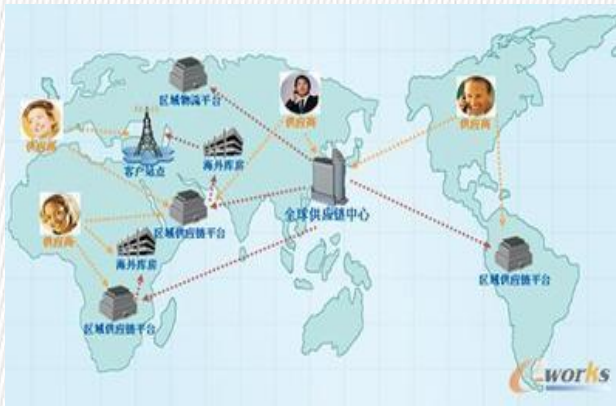 区域物流平台
供应商
供应商
供应商
客户站点
海外库房
供应商
区域供应链平台
全球供应链中心
海外库房
区域供应链平台
区域供应链平台
e-works